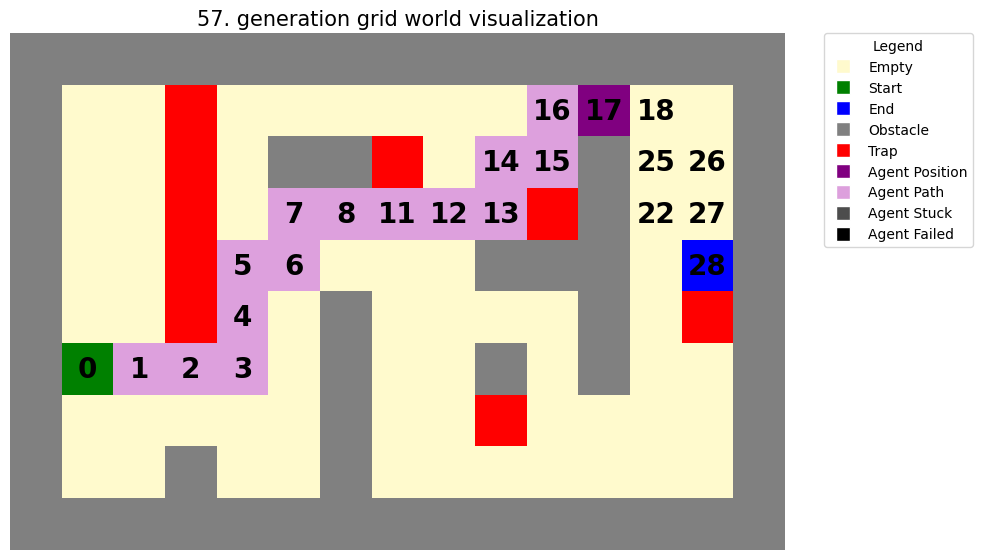 57. generation grid world visualization
16 17 18
14 15 25 26
7 8 11 12 13 22 27
5 6 28
4
0 1 2 3
Legend
Empty
Start
End
Obstacle
Trap
Agent Position
Agent Path
Agent Stuck
Agent Failed